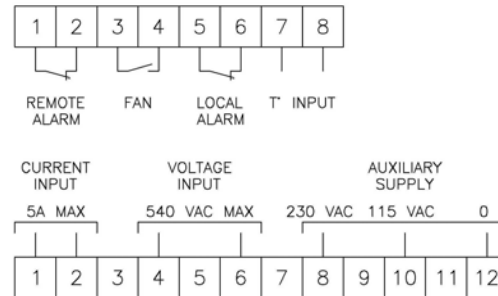 1 2 3 4 5 6 7 8
REMOTE ALARM FAN LOCAL ALARM T° INPUT
CURRENT INPUT VOLTAGE INPUT AUXILIARY SUPPLY
5A MAX 540 VAC MAX 230 VAC 115 VAC 0
1 2 3 4 5 6 7 8 9 10 11 12